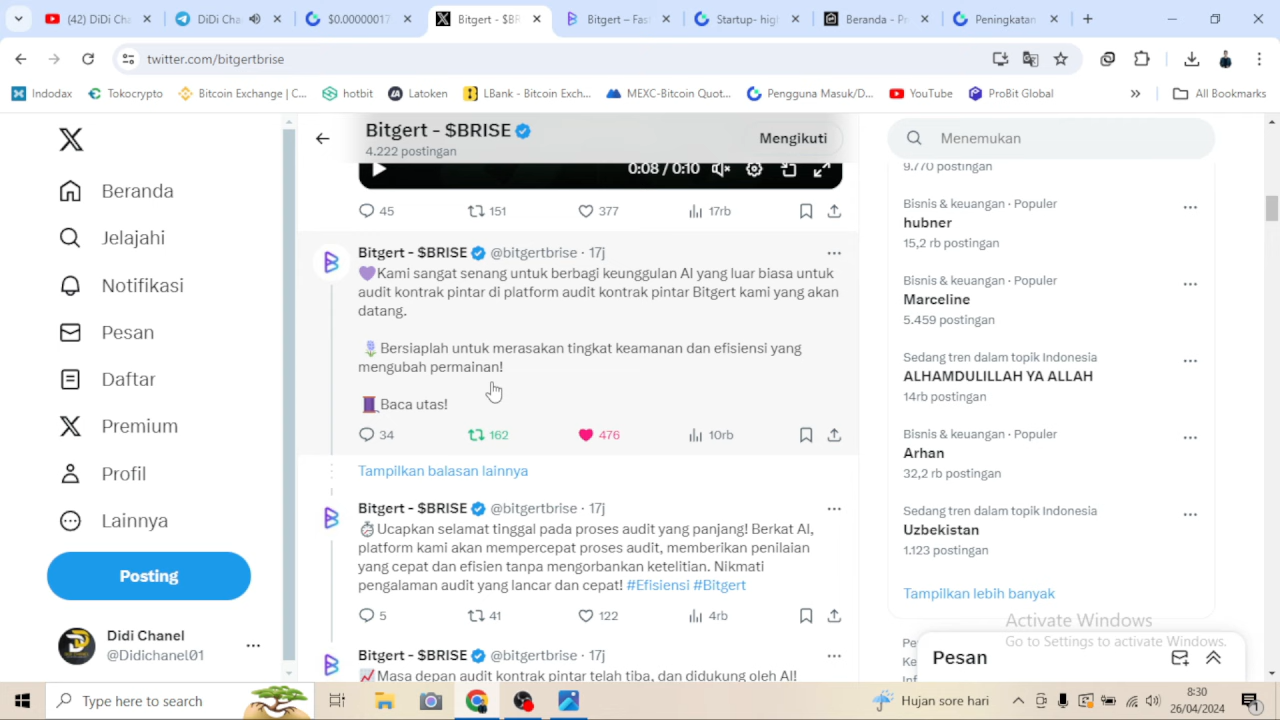 (42) DiDi C
DiDi Cha
$0.00000017
Bitgert - $BR
Bitgert – Fas
Startup- higl
Beranda - Pr
Peningkatan
twitter.com/bitgertbrise
Indodax
Tokocrypto
Bitcoin Exchange | C...
hotbit
Latoken
LBank - Bitcoin Exch...
MEXC-Bitcoin Quot...
Pengguna Masuk/D...
YouTube
ProBit Global
All Bookmarks
Bitgert - $BRISE
4.222 postingan
Mengikuti
Menemukan
Beranda
Jelajahi
Notifikasi
Pesan
Daftar
Premium
Profil
Lainnya
Posting
Didi Chanel
@Didichanel01
0:08 / 0:10
45 151 377 17rb
Bitgert - $BRISE @bitgertbrise · 17j
💜Kami sangat senang untuk berbagi keunggulan AI yang luar biasa untuk
audit kontrak pintar di platform audit kontrak pintar Bitgert kami yang akan
datang.
🪻Bersiaplah untuk merasakan tingkat keamanan dan efisiensi yang
mengubah permainan!
🧵Baca utas!
34 162 476 10rb
Tampilkan balasan lainnya
Bitgert - $BRISE @bitgertbrise · 17j
⏱Ucapkan selamat tinggal pada proses audit yang panjang! Berkat AI,
platform kami akan mempercepat proses audit, memberikan penilaian
yang cepat dan efisien tanpa mengorbankan ketelitian. Nikmati
pengalaman audit yang lancar dan cepat! #Efisiensi #Bitgert
5 41 122 4rb
Bitgert - $BRISE @bitgertbrise · 17j
📈Masa depan audit kontrak pintar telah tiba, dan didukung oleh AI!
9.770 postingan
Bisnis & keuangan · Populer
hubner
15,2 rb postingan
Bisnis & keuangan · Populer
Marceline
5.459 postingan
Sedang tren dalam topik Indonesia
ALHAMDULILLAH YA ALLAH
14rb postingan
Bisnis & keuangan · Populer
Arhan
32,2 rb postingan
Sedang tren dalam topik Indonesia
Uzbekistan
1.123 postingan
Tampilkan lebih banyak
Activate Windows
Go to Settings to activate Windows.
Pesan
Type here to search
Hujan sore hari
8:30
26/04/2024